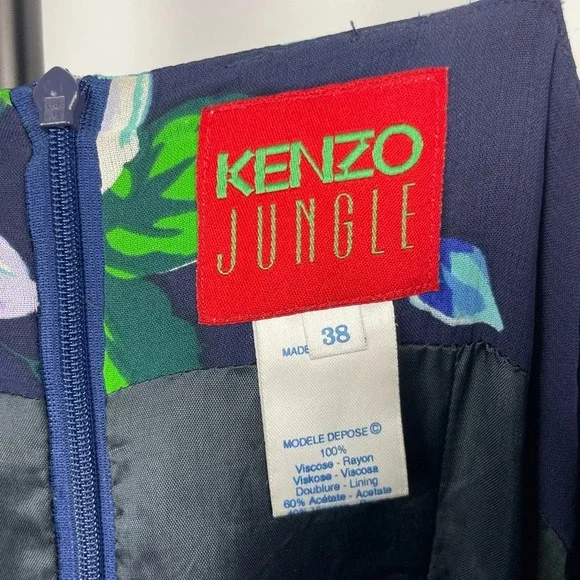 KENZO
JUNGLE
38
MADE
MODELE DEPOSE ©
100%
Viscose - Rayon
Viskose - Viscosa
Doublure - Lining
60% Acétate - Acetate